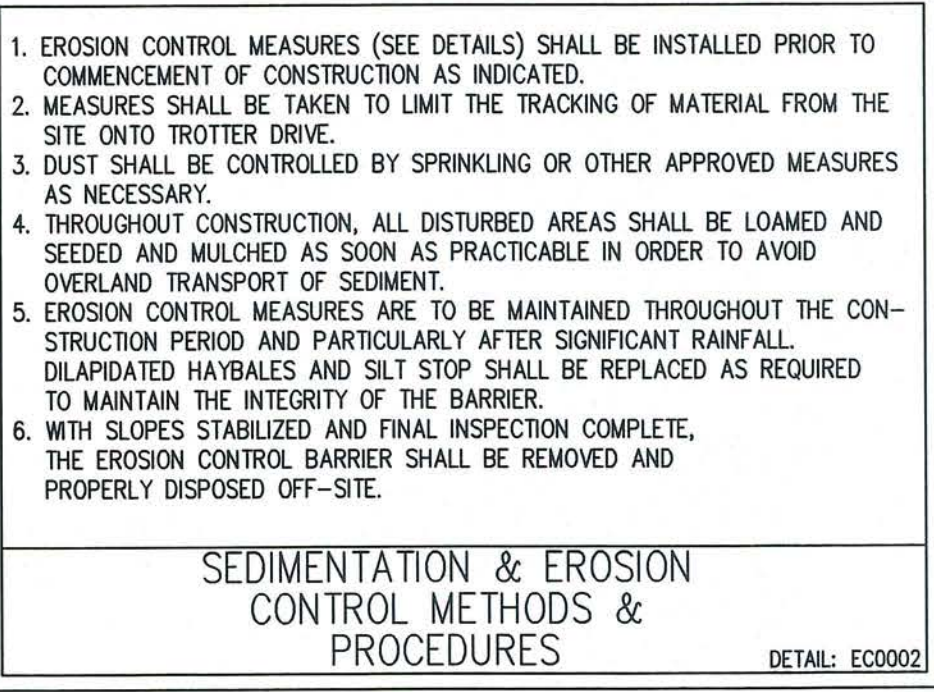 1. EROSION CONTROL MEASURES (SEE DETAILS) SHALL BE INSTALLED PRIOR TO
COMMENCEMENT OF CONSTRUCTION AS INDICATED.
2. MEASURES SHALL BE TAKEN TO LIMIT THE TRACKING OF MATERIAL FROM THE
SITE ONTO TROTTER DRIVE.
3. DUST SHALL BE CONTROLLED BY SPRINKLING OR OTHER APPROVED MEASURES
AS NECESSARY.
4. THROUGHOUT CONSTRUCTION, ALL DISTURBED AREAS SHALL BE LOAMED AND
SEEDED AND MULCHED AS SOON AS PRACTICABLE IN ORDER TO AVOID
OVERLAND TRANSPORT OF SEDIMENT.
5. EROSION CONTROL MEASURES ARE TO BE MAINTAINED THROUGHOUT THE CON-
STRUCTION PERIOD AND PARTICULARLY AFTER SIGNIFICANT RAINFALL.
DILAPIDATED HAYBALES AND SILT STOP SHALL BE REPLACED AS REQUIRED
TO MAINTAIN THE INTEGRITY OF THE BARRIER.
6. WITH SLOPES STABILIZED AND FINAL INSPECTION COMPLETE,
THE EROSION CONTROL BARRIER SHALL BE REMOVED AND
PROPERLY DISPOSED OFF-SITE.
SEDIMENTATION & EROSION
CONTROL METHODS &
PROCEDURES
DETAIL: EC0002